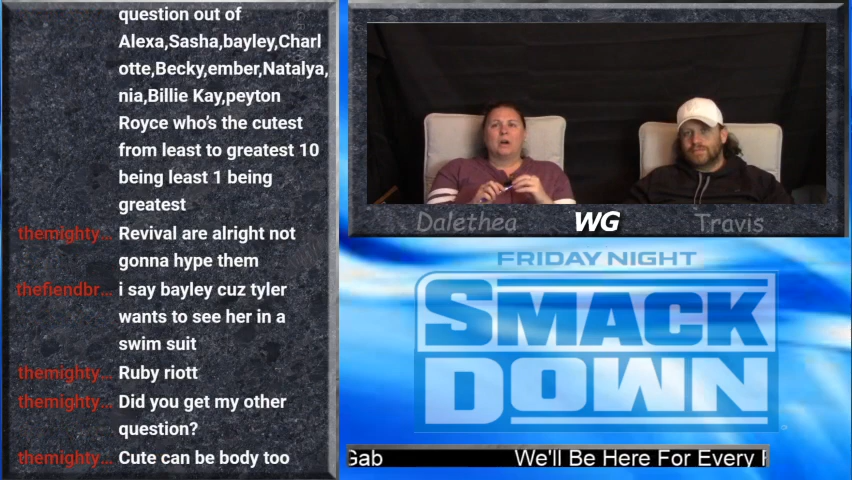 question out of
Alexa,Sasha,bayley,Charl
otte,Becky,ember,Natalya,
nia,Billie Kay,peyton
Royce who's the cutest
from least to greatest 10
being least 1 being
greatest
themighty... Revival are alright not
gonna hype them
thefiendbr... i say bayley cuz tyler
wants to see her in a
swim suit
themighty... Ruby riott
themighty... Did you get my other
question?
themighty... Cute can be body too
Dalethea WG Travis
FRIDAY NIGHT
SMACK
DOWN
Gab We'll Be Here For Every